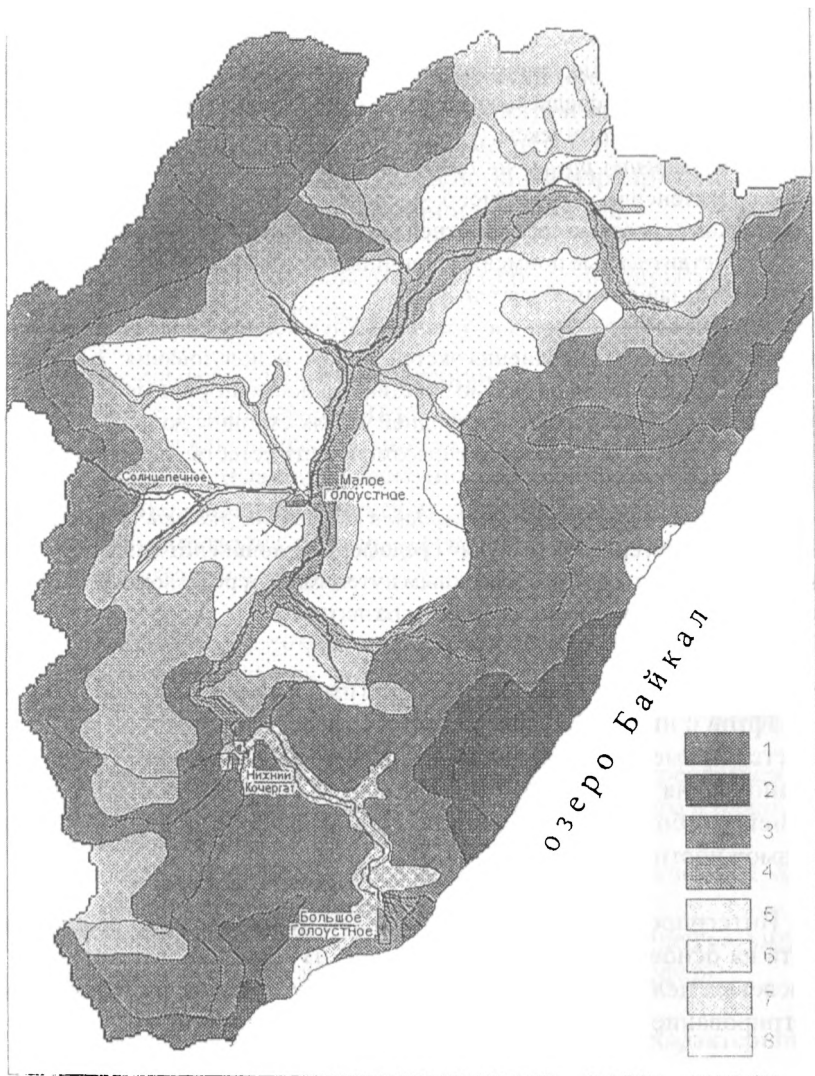 Солнцепечное
Малое
Голоустное
озеро Байкал
Нижний
Кочергат
Большое
Голоустное
1
2
3
4
5
6
7
8